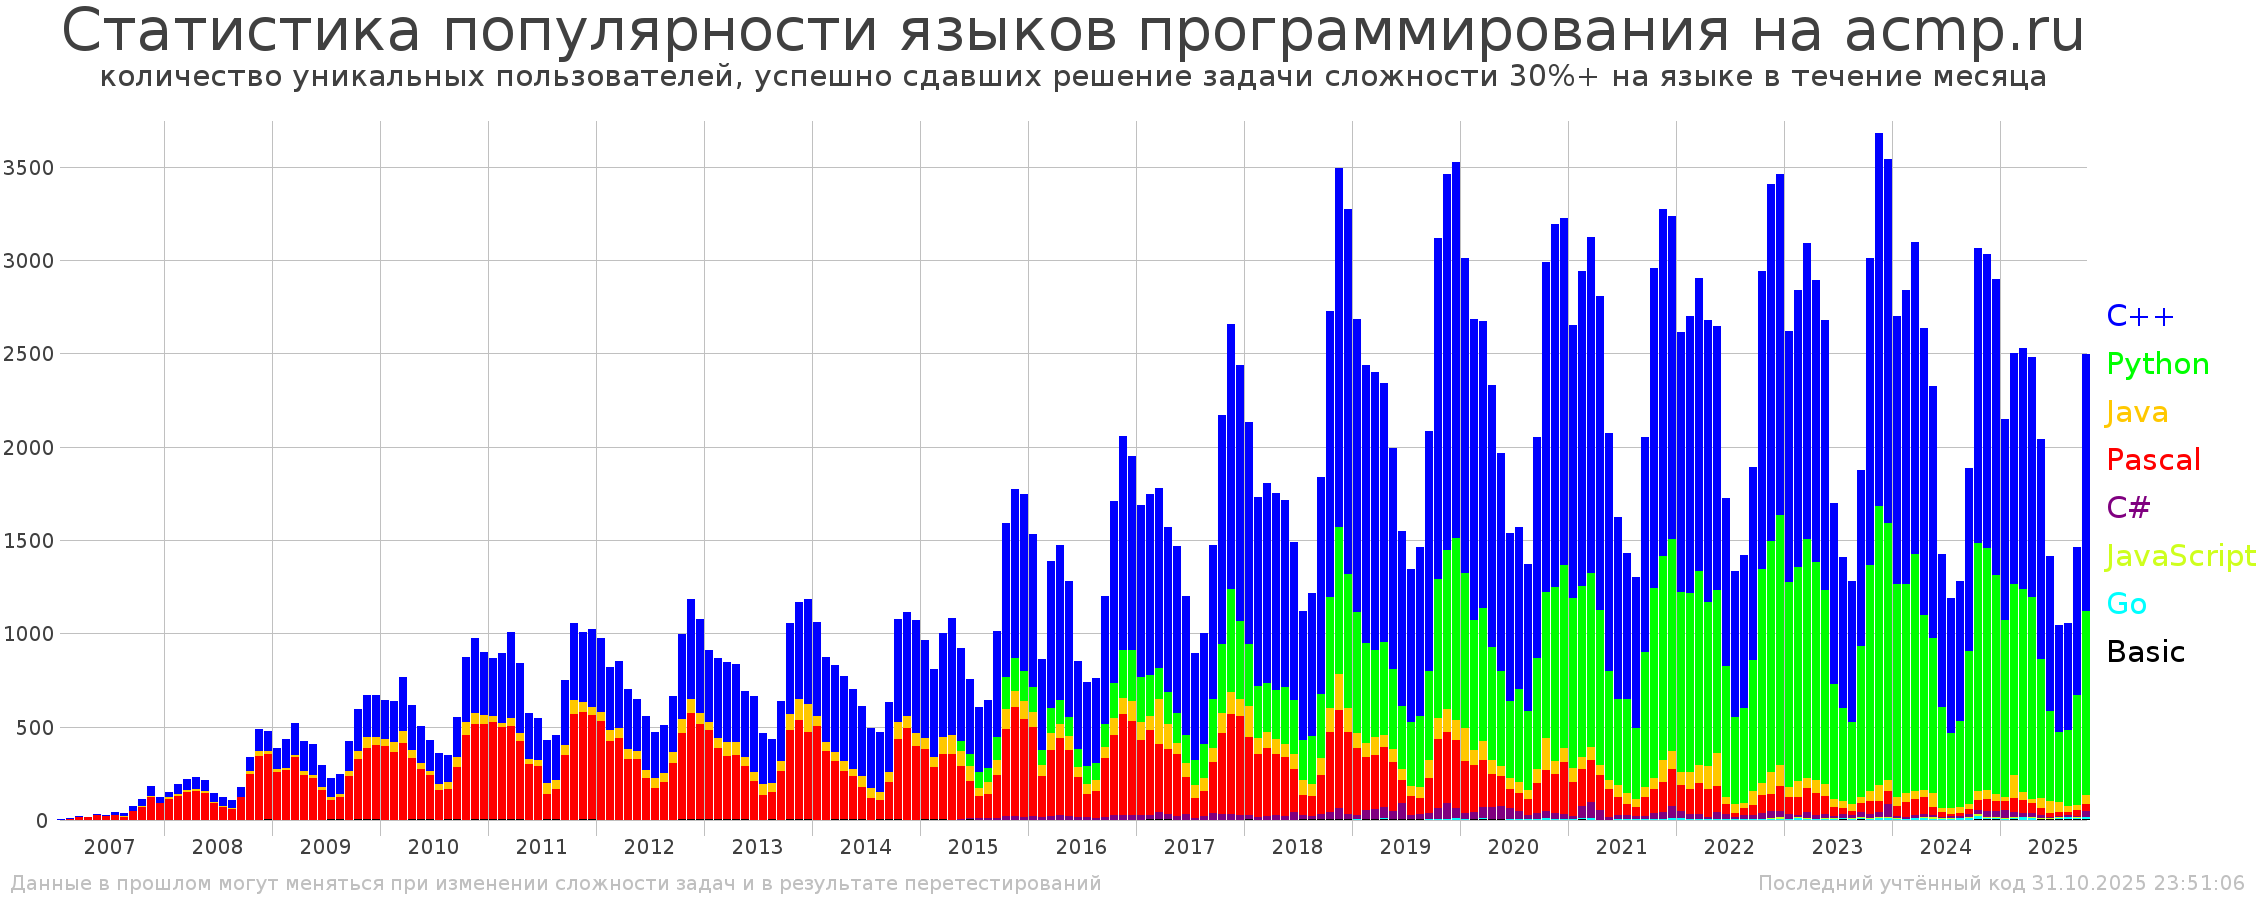 Статистика популярности языков программирования на acmp.ru
количество уникальных пользователей, успешно сдавших решение задачи сложности 30%+ на языке в течение месяца
3500
3000
2500
2000
1500
1000
500
0
C++
Python
Java
Pascal
C#
JavaScript
Go
Basic
2007 2008 2009 2010 2011 2012 2013 2014 2015 2016 2017 2018 2019 2020 2021 2022 2023 2024 2025
Данные в прошлом могут меняться при изменении сложности задач и в результате перетестирований
Последний учтённый код 31.10.2025 23:51:06